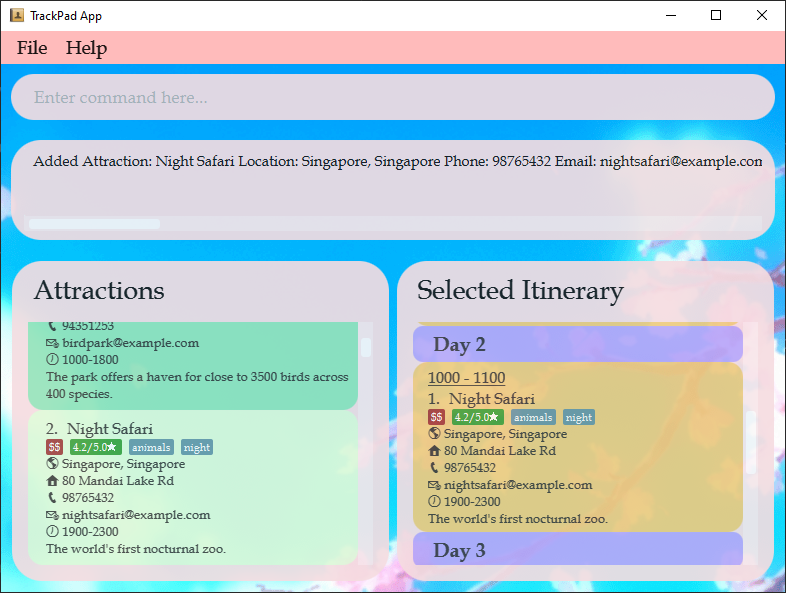 TrackPad App
File Help
Enter command here...
Added Attraction: Night Safari Location: Singapore, Singapore Phone: 98765432 Email: nightsafari@example.con
Attractions
94351253
birdpark@example.com
1000-1800
The park offers a haven for close to 3500 birds across
400 species.
2. Night Safari
$$ 4.2/5.0★ animals night
Singapore, Singapore
80 Mandai Lake Rd
98765432
nightsafari@example.com
1900-2300
The world's first nocturnal zoo.
Selected Itinerary
Day 2
1000 - 1100
1. Night Safari
$$ 4.2/5.0★ animals night
Singapore, Singapore
80 Mandai Lake Rd
98765432
nightsafari@example.com
1900-2300
The world's first nocturnal zoo.
Day 3